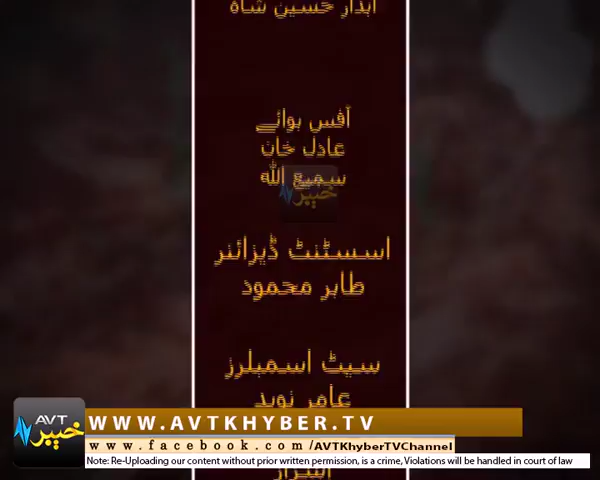 ابدار حسین شاہ
آفس بوائے
عادل خان
سمیع اللہ
خیبر
اسسٹنٹ ڈیزائنر
طاہر محمود
سیٹ اسمبلرز
عامر نوید
AVT
خیبر
WWW.AVTKHYBER.TV
www.facebook.com/AVTKhyberTVChannel
Note: Re-Uploading our content without prior written permission, is a crime, Violations will be handled in court of law